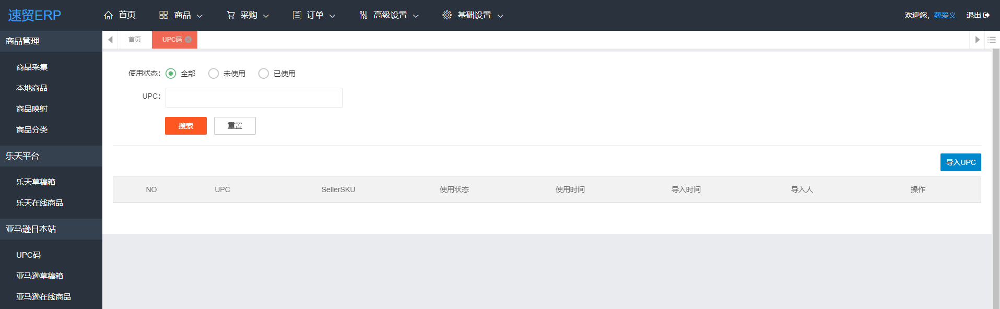 速贸ERP 首页 商品 采购 订单 高级设置 基础设置 欢迎您，葬爱义 退出
商品管理
商品采集
本地商品
商品映射
商品分类
乐天平台
乐天草稿箱
乐天在线商品
亚马逊日本站
UPC码
亚马逊草稿箱
亚马逊在线商品
首页 UPC码
使用状态： 全部 未使用 已使用
UPC：
搜索 重置
导入UPC
NO UPC SellerSKU 使用状态 使用时间 导入时间 导入人 操作